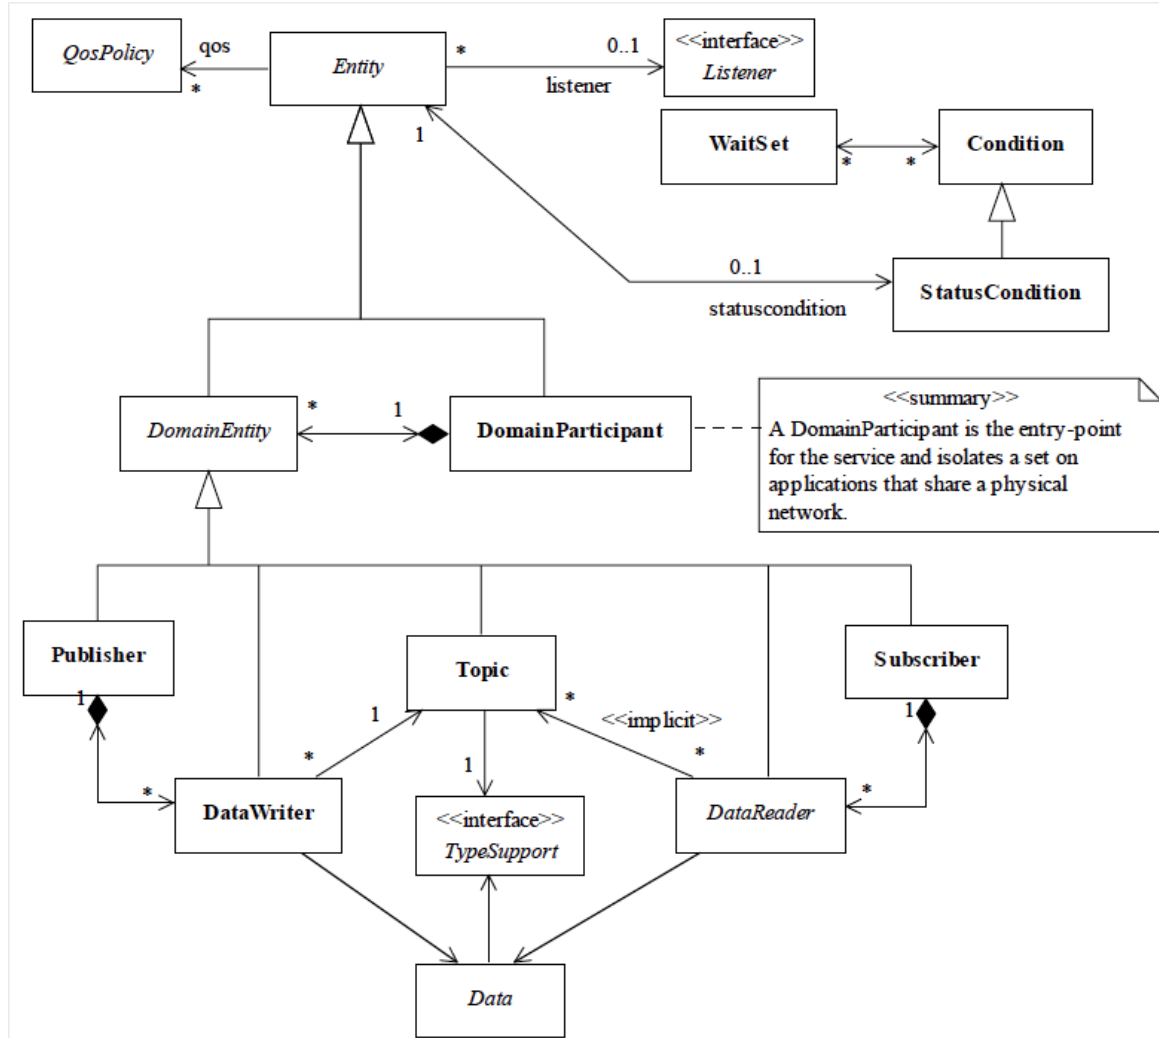 QosPolicy
qos
*
Entity
*
0..1
listener
<<interface>>
Listener
1
WaitSet
*
*
Condition
0..1
statuscondition
StatusCondition
DomainEntity
*
1
DomainParticipant
<<summary>>
A DomainParticipant is the entry-point
for the service and isolates a set on
applications that share a physical
network.
Publisher
1
*
Topic
Subscriber
1
*
1
*
*
<<implicit>>
*
1
DataWriter
<<interface>>
TypeSupport
DataReader
Data